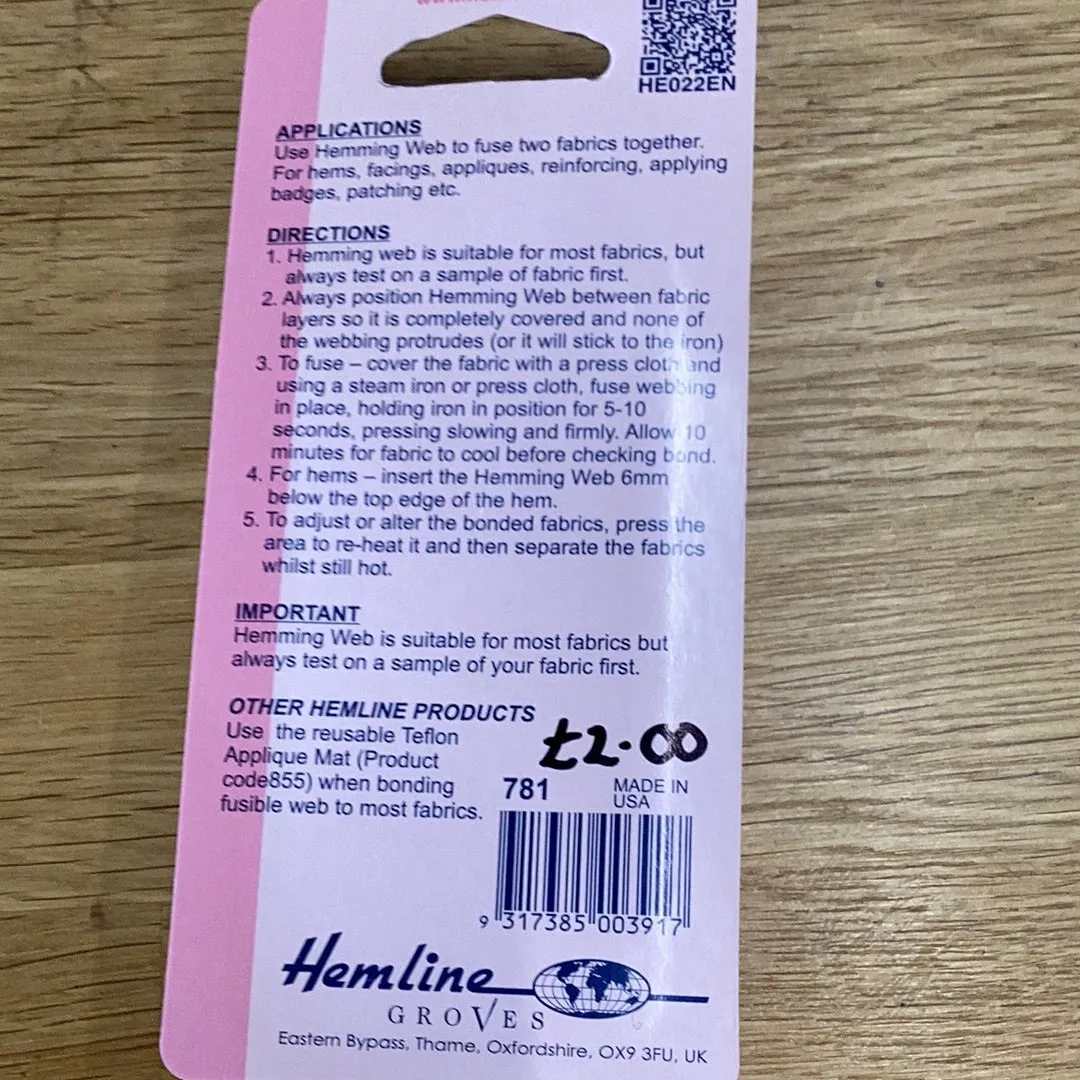 HE022EN
APPLICATIONS
Use Hemming Web to fuse two fabrics together.
For hems, facings, appliques, reinforcing, applying
badges, patching etc.
DIRECTIONS
1. Hemming web is suitable for most fabrics, but
always test on a sample of fabric first.
2. Always position Hemming Web between fabric
layers so it is completely covered and none of
the webbing protrudes (or it will stick to the iron)
3. To fuse – cover the fabric with a press cloth and
using a steam iron or press cloth, fuse webbing
in place, holding iron in position for 5-10
seconds, pressing slowing and firmly. Allow 10
minutes for fabric to cool before checking bond.
4. For hems – insert the Hemming Web 6mm
below the top edge of the hem.
5. To adjust or alter the bonded fabrics, press the
area to re-heat it and then separate the fabrics
whilst still hot.
IMPORTANT
Hemming Web is suitable for most fabrics but
always test on a sample of your fabric first.
OTHER HEMLINE PRODUCTS
Use the reusable Teflon
Applique Mat (Product
code855) when bonding
fusible web to most fabrics.
£2.00
781
MADE IN
USA
9 317385 003917
Hemline
GROVES
Eastern Bypass, Thame, Oxfordshire, OX9 3FU, UK